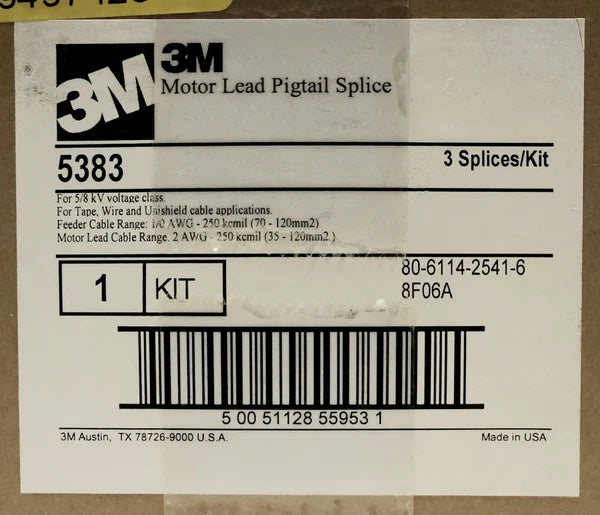 3M
3M
Motor Lead Pigtail Splice
5383
3 Splices/Kit
For 5/8 kV voltage class.
For Tape, Wire and Unishield cable applications.
Feeder Cable Range: 1/0 AWG - 250 kcmil (70 - 120mm2)
Motor Lead Cable Range: 2 AWG - 250 kcmil (35 - 120mm2 )
1 KIT
80-6114-2541-6
8F06A
5 00 51128 55953 1
3M Austin, TX 78726-9000 U.S.A.
Made in USA